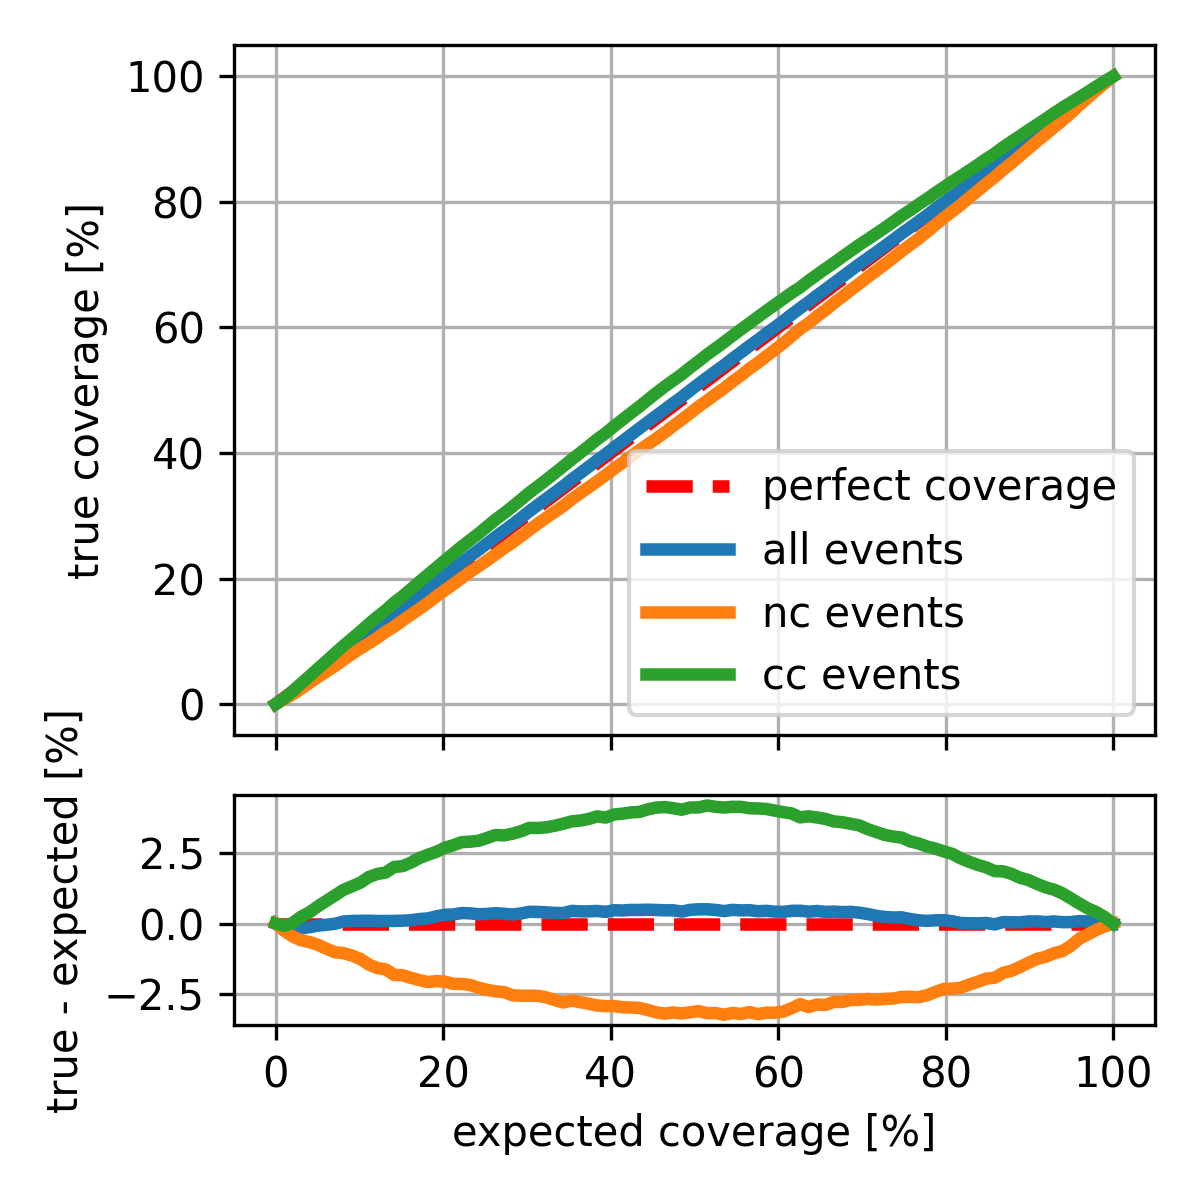 100
80
60
40
20
0
true coverage [%]
perfect coverage
all events
nc events
cc events
2.5
0.0
−2.5
true - expected [%]
0 20 40 60 80 100
expected coverage [%]